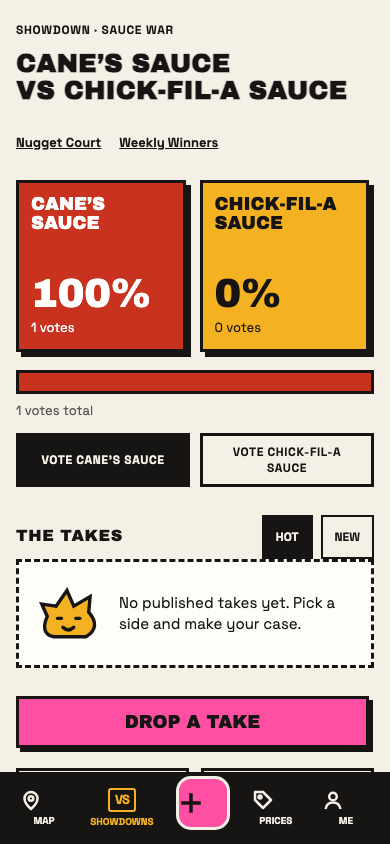 SHOWDOWN · SAUCE WAR
CANE'S SAUCE
VS CHICK-FIL-A SAUCE
Nugget Court Weekly Winners
CANE'S
SAUCE
100%
1 votes
CHICK-FIL-A
SAUCE
0%
0 votes
1 votes total
VOTE CANE'S SAUCE
VOTE CHICK-FIL-A
SAUCE
THE TAKES
HOT
NEW
No published takes yet. Pick a
side and make your case.
DROP A TAKE
VS
+
MAP
SHOWDOWNS
PRICES
ME